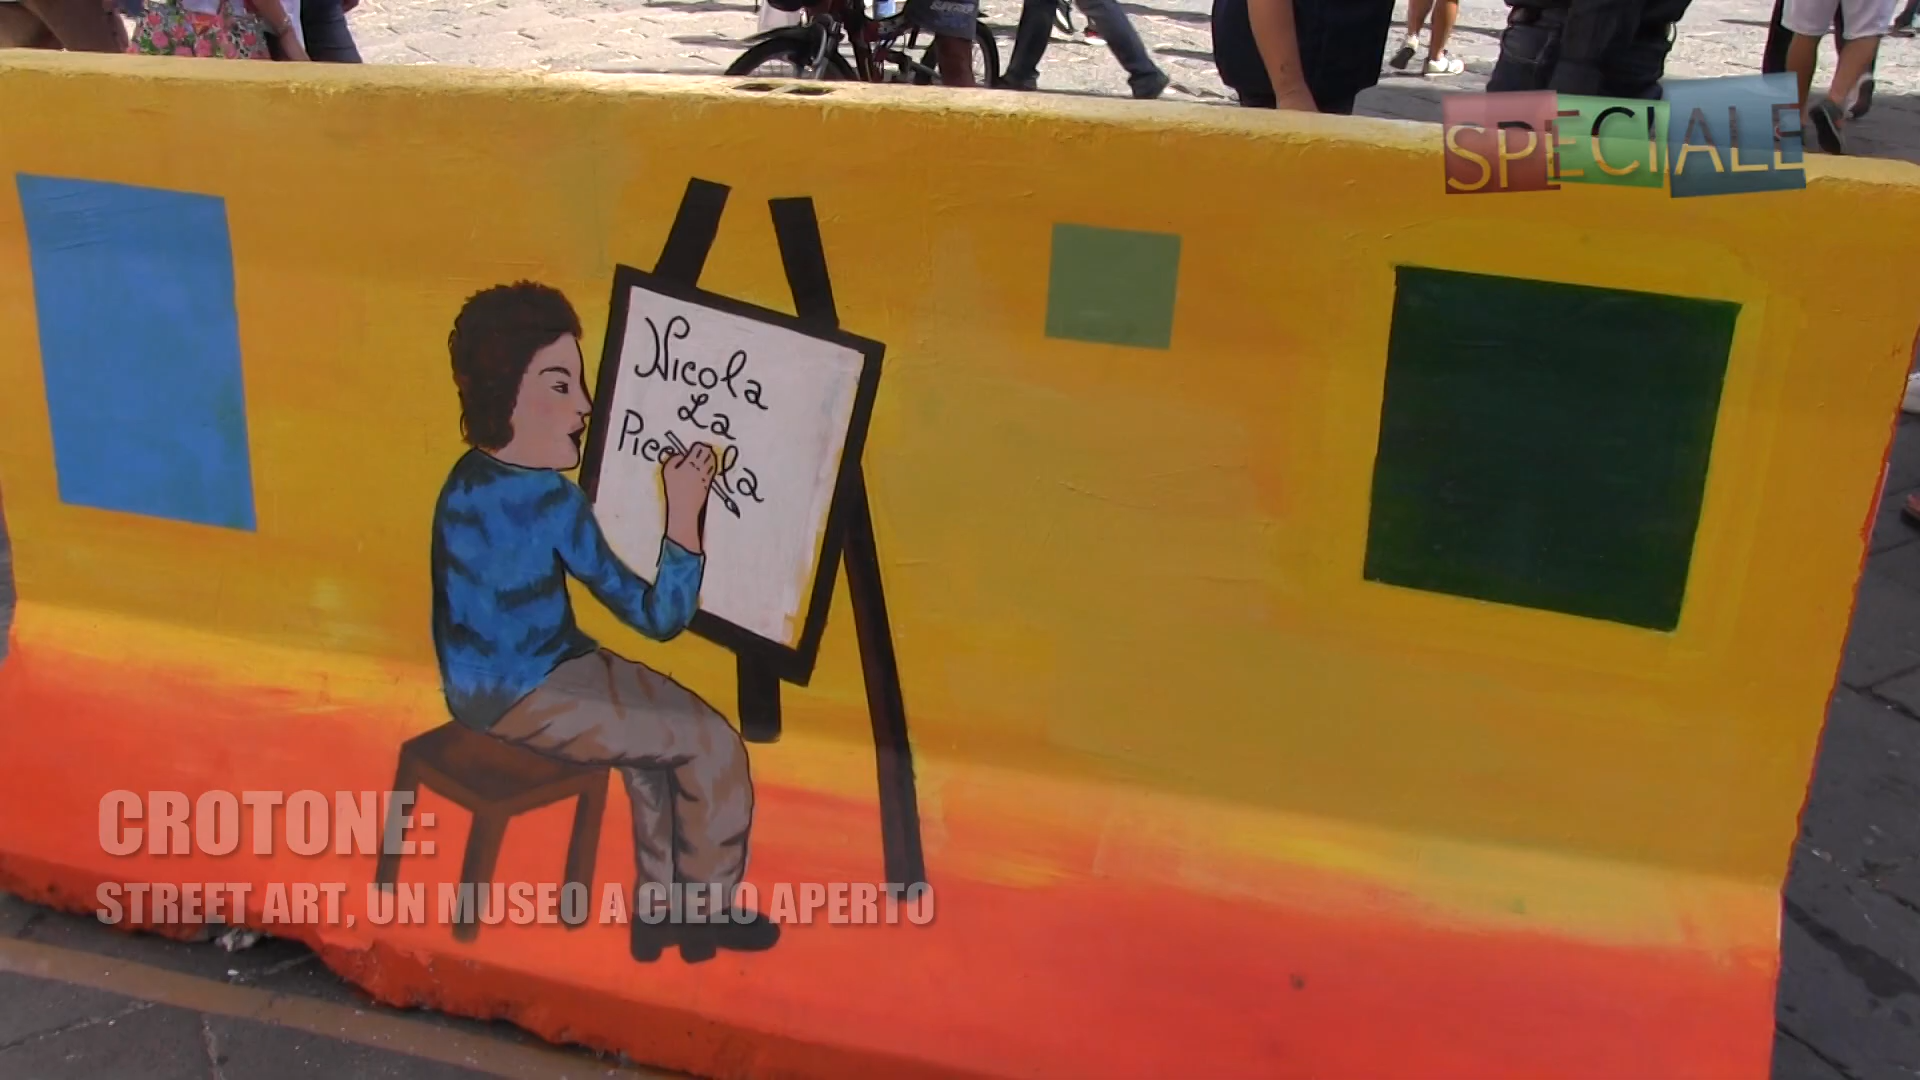 SPECIALE
Nicola
La
CROTONE:
STREET ART, UN MUSEO A CIELO APERTO